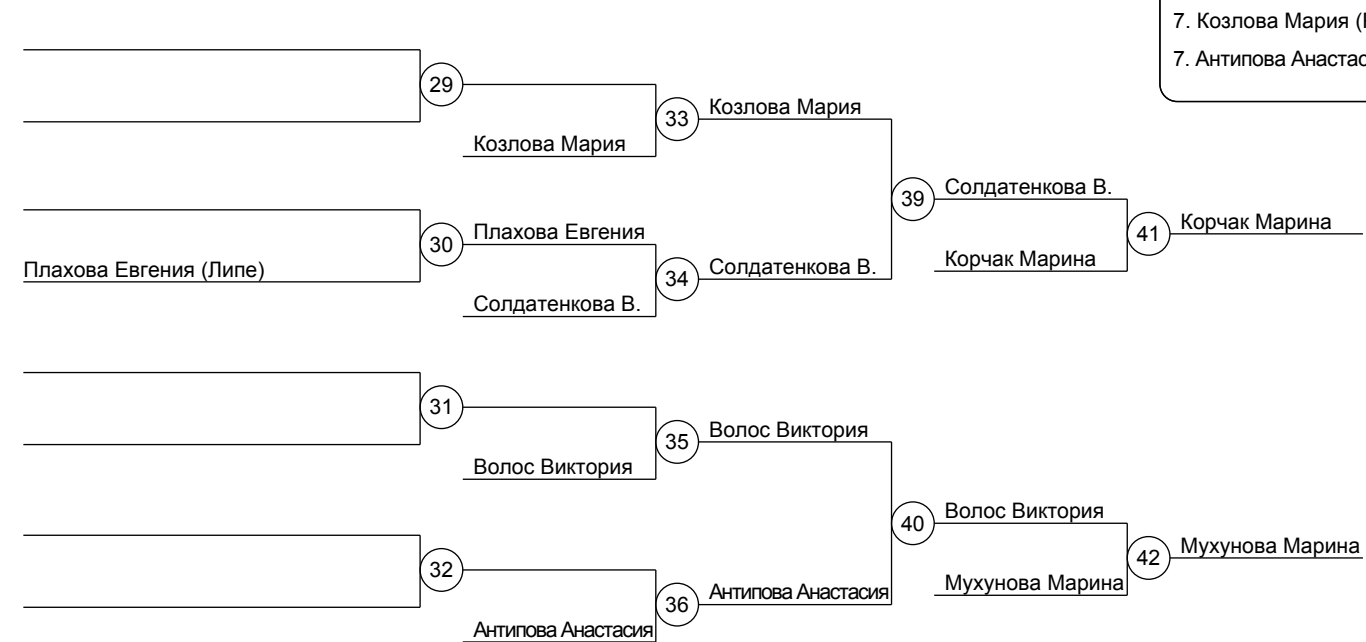 7. Козлова Мария (
7. Антипова Анастас
29
33
Козлова Мария
Козлова Мария
39
Солдатенкова В.
30
Плахова Евгения
41
Корчак Марина
Плахова Евгения (Липе)
34
Солдатенкова В.
Корчак Марина
Солдатенкова В.
31
35
Волос Виктория
Волос Виктория
40
Волос Виктория
32
42
Мухунова Марина
36
Антипова Анастасия
Мухунова Марина
Антипова Анастасия